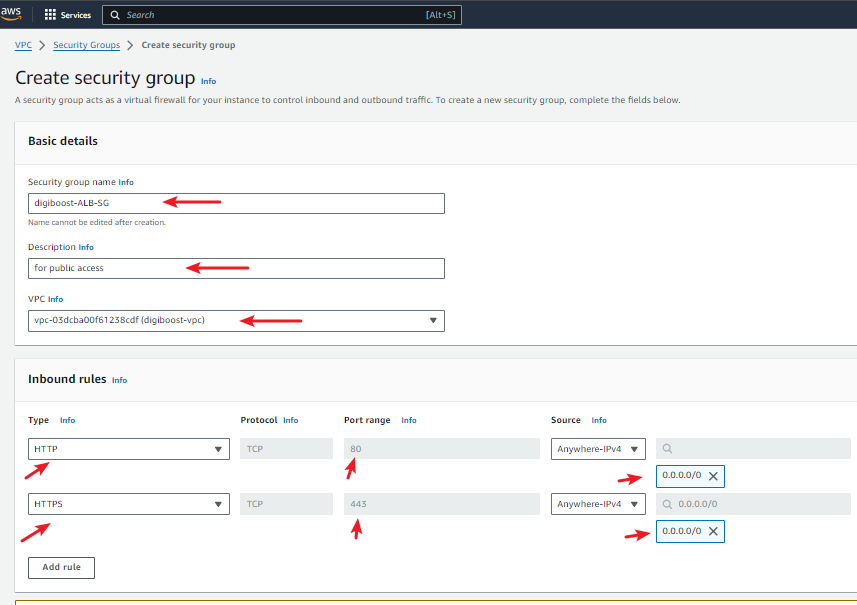 aws Services Search [Alt+S]
VPC > Security Groups > Create security group
Create security group Info
A security group acts as a virtual firewall for your instance to control inbound and outbound traffic. To create a new security group, complete the fields below.
Basic details
Security group name Info
digiboost-ALB-SG
Name cannot be edited after creation.
Description Info
for public access
VPC Info
vpc-03dcba00f61238cdf (digiboost-vpc)
Inbound rules Info
Type Info Protocol Info Port range Info Source Info
HTTP TCP 80 Anywhere-IPv4
0.0.0.0/0
HTTPS TCP 443 Anywhere-IPv4 0.0.0.0/0
0.0.0.0/0
Add rule